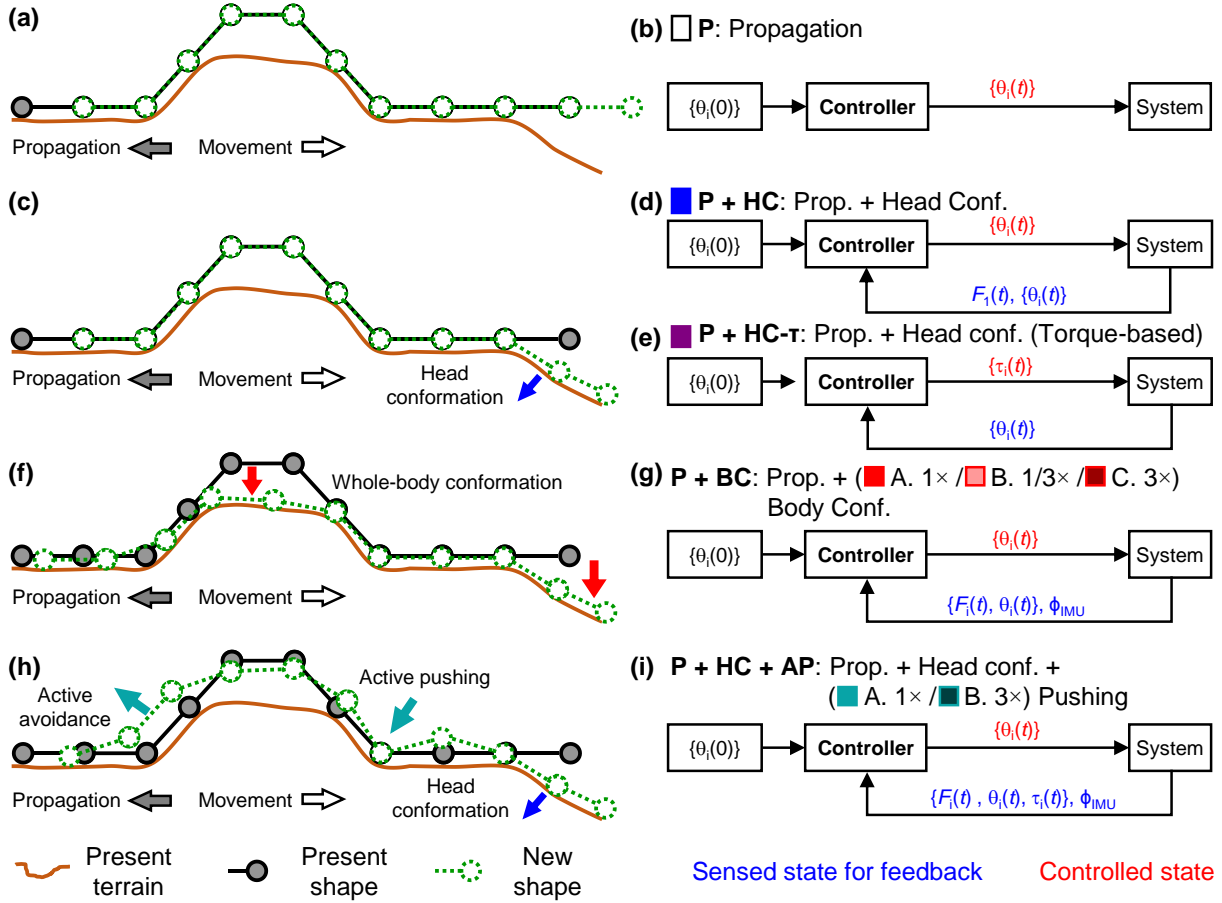 (a)
Propagation
Movement
(b) P: Propagation
{θi(0)}
Controller
{θi(t)}
System
(c)
Propagation
Movement
Head
conformation
(d) P + HC: Prop. + Head Conf.
{θi(0)}
Controller
{θi(t)}
System
F1(t), {θi(t)}
(e) P + HC-τ: Prop. + Head conf. (Torque-based)
{θi(0)}
Controller
{τi(t)}
System
{θi(t)}
(f)
Whole-body conformation
Propagation
Movement
(g) P + BC: Prop. + ( A. 1× / B. 1/3× / C. 3×)
Body Conf.
{θi(0)}
Controller
{θi(t)}
System
{Fi(t), θi(t)}, ϕIMU
(h)
Active
avoidance
Active pushing
Propagation
Movement
Head
conformation
(i) P + HC + AP: Prop. + Head conf. +
( A. 1× / B. 3×) Pushing
{θi(0)}
Controller
{θi(t)}
System
{Fi(t) , θi(t), τi(t)}, ϕIMU
Present
terrain
Present
shape
New
shape
Sensed state for feedback
Controlled state